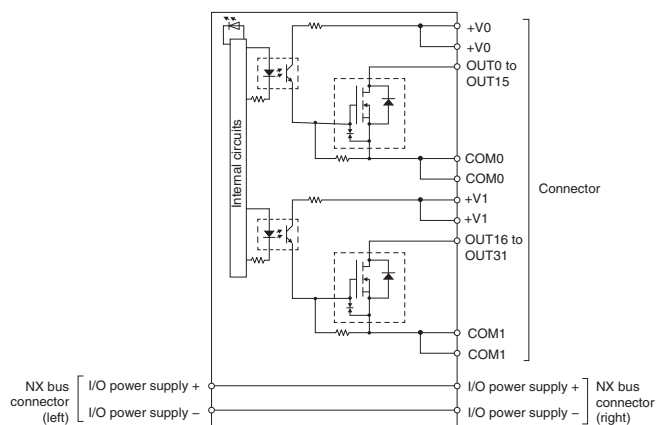 +V0
+V0
OUT0 to
OUT15
COM0
COM0
Internal circuits
Connector
+V1
+V1
OUT16 to
OUT31
COM1
COM1
NX bus
connector
(left)
I/O power supply +
I/O power supply –
I/O power supply +
I/O power supply –
NX bus
connector
(right)